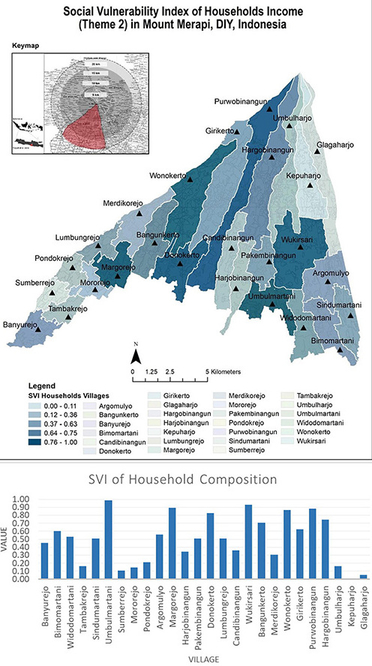 Social Vulnerability Index of Households Income
(Theme 2) in Mount Merapi, DIY, Indonesia
Keymap
Purwobinangun
Umbulharjo
Girikerto
Glagaharjo
Hargobinangun
Wonokerto
Kepuharjo
Merdikorejo
Lumbungrejo
Bangunkerto
Candibinangun
Wukirsari
Pondokrejo
Donokerto
Pakembinangun
Margorejo
Argomulyo
Sumberrejo
Mororejo
Harjobinangun
Umbulmartani
Sindumartani
Tambakrejo
Widodomartani
Banyurejo
Bimomartani
N
0 1.25 2.5 5 Kilometers
Legend
SVI Households
0.00 - 0.11
0.12 - 0.36
0.37 - 0.63
0.64 - 0.75
0.76 - 1.00
Villages
Argomulyo
Bangunkerto
Banyurejo
Bimomartani
Candibinangun
Donokerto
Girikerto
Glagaharjo
Hargobinangun
Harjobinangun
Kepuharjo
Lumbungrejo
Margorejo
Merdikorejo
Mororejo
Pakembinangun
Pondokrejo
Purwobinangun
Sindumartani
Sumberrejo
Tambakrejo
Umbulharjo
Umbulmartani
Widodomartani
Wonokerto
Wukirsari
SVI of Household Composition
VALUE
1.00
0.90
0.80
0.70
0.60
0.50
0.40
0.30
0.20
0.10
0.00
Banyurejo
Bimomartani
Widodomartani
Tambakrejo
Sindumartani
Umbulmartani
Sumberrejo
Mororejo
Pondokrejo
Argomulyo
Margorejo
Harjobinangun
Pakembinangun
Donokerto
Lumbungrejo
Candibinangun
Wukirsari
Bangunkerto
Merdikorejo
Wonokerto
Girikerto
Purwobinangun
Hargobinangun
Umbulharjo
Kepuharjo
Glagaharjo
VILLAGE